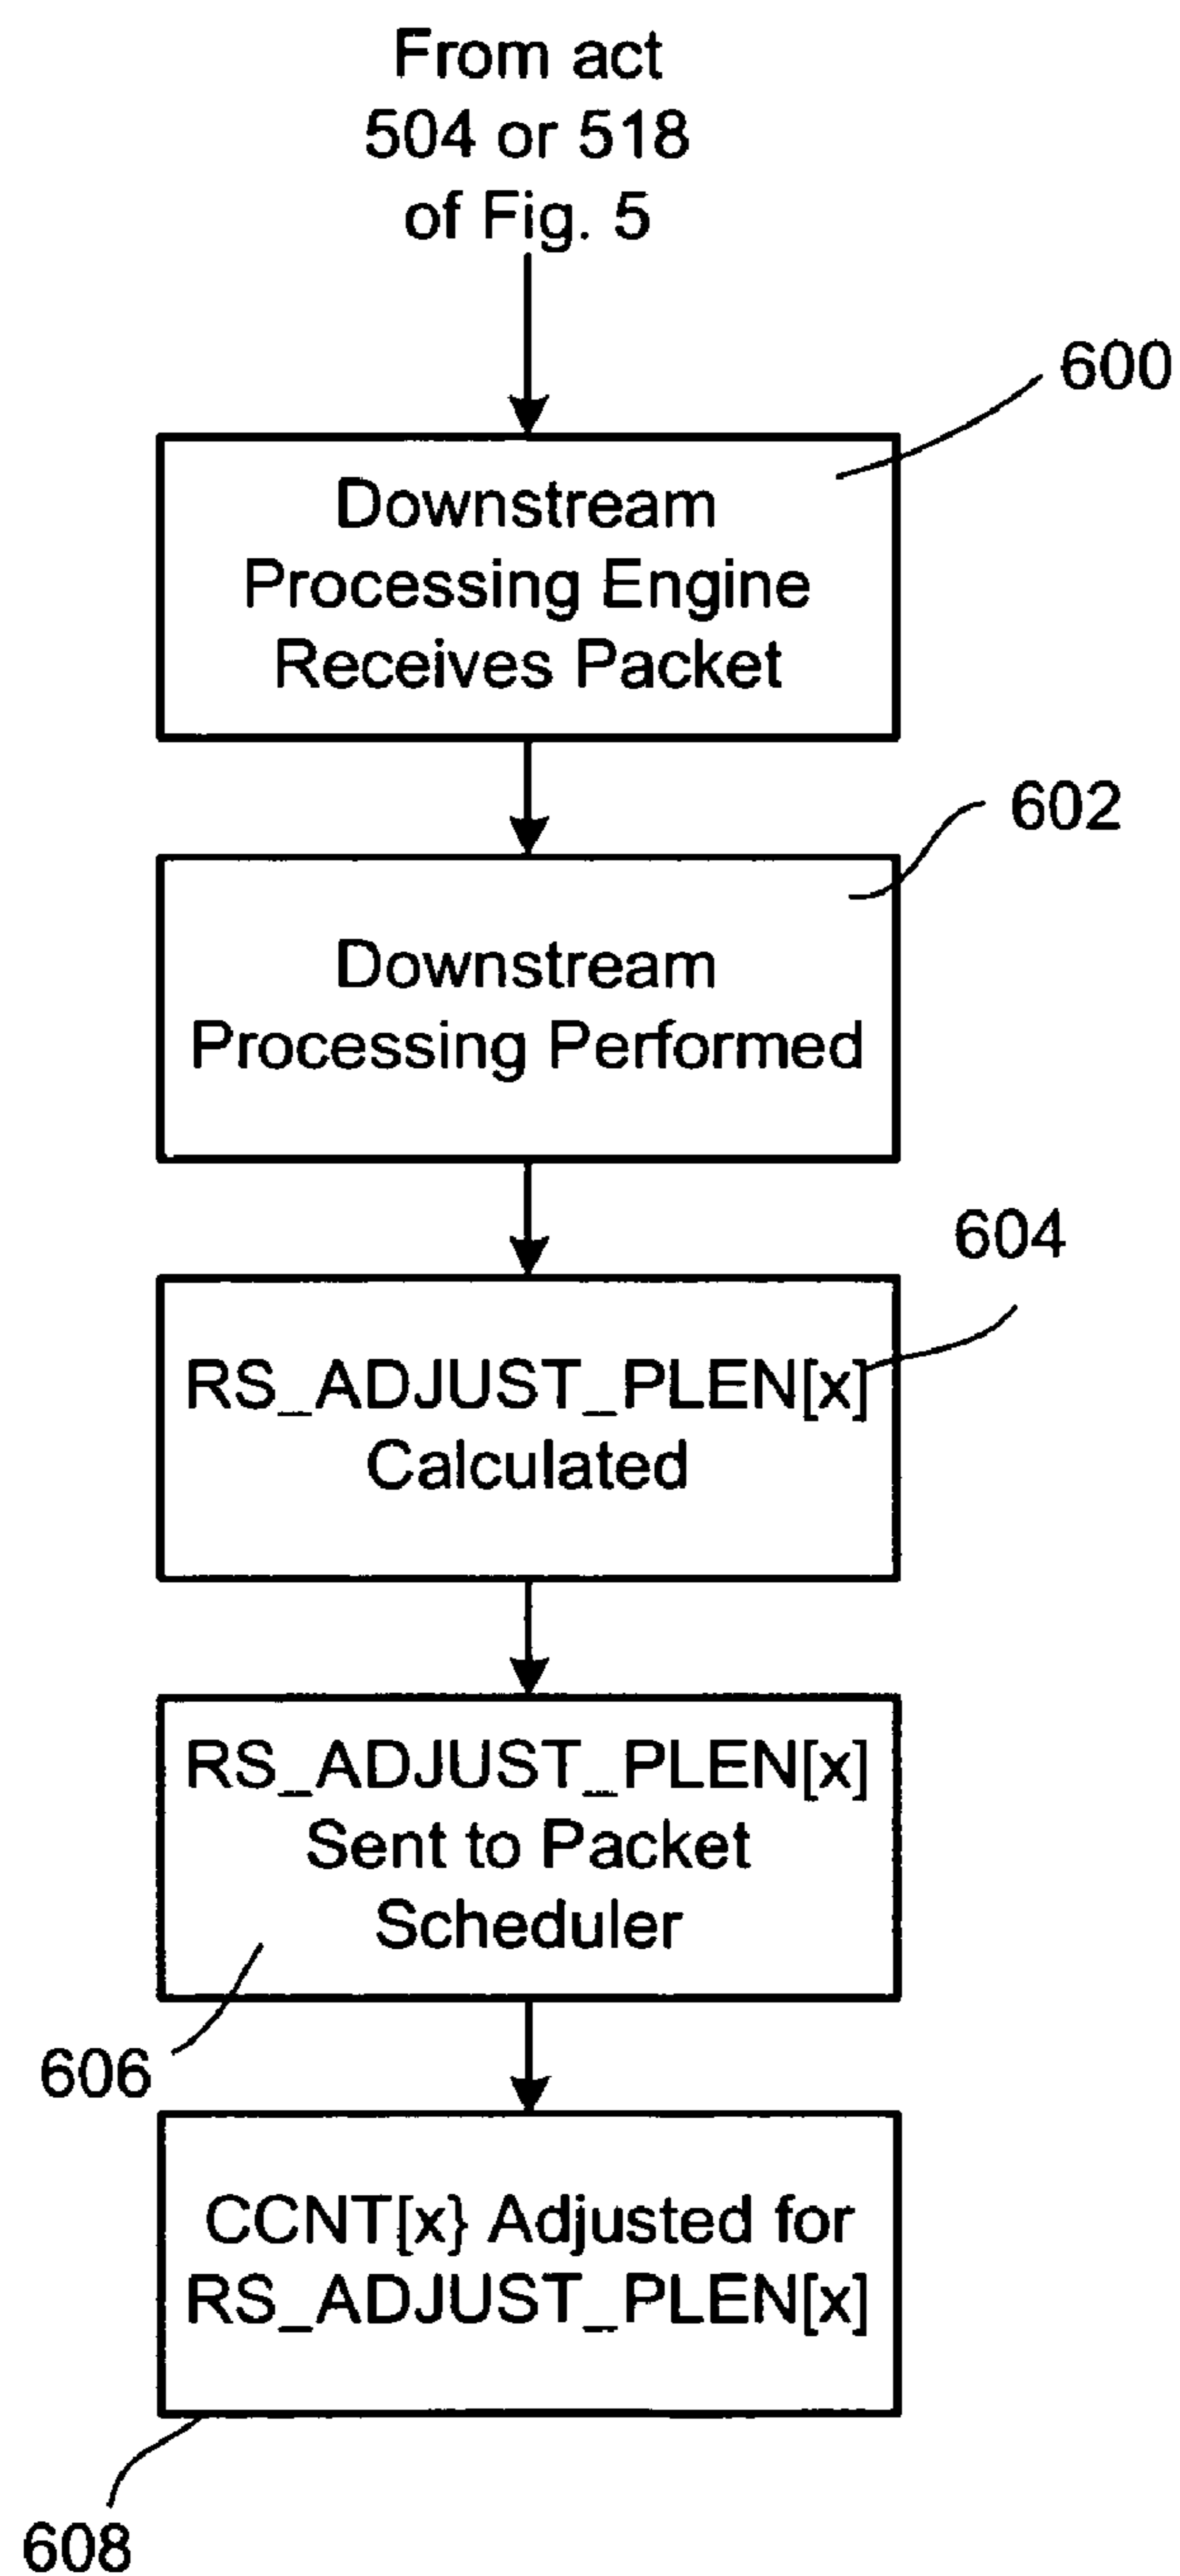 From act
504 or 518
of Fig. 5
600
Downstream
Processing Engine
Receives Packet
602
Downstream
Processing Performed
604
RS_ADJUST_PLEN[x]
Calculated
RS_ADJUST_PLEN[x]
Sent to Packet
Scheduler
606
CCNT[x} Adjusted for
RS_ADJUST_PLEN[x]
608